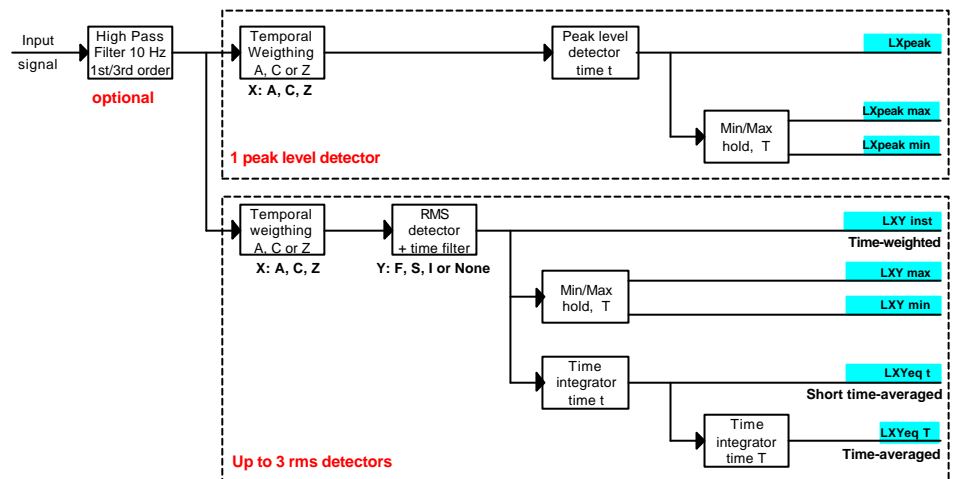 Input
signal
High Pass
Filter 10 Hz
1st/3rd order
optional
Temporal
Weigthing
A, C or Z
X: A, C, Z
Peak level
detector
time t
LXpeak
Min/Max
hold, T
LXpeak max
LXpeak min
1 peak level detector
Temporal
weigthing
A, C or Z
X: A, C, Z
RMS
detector
+ time filter
Y: F, S, I or None
LXY inst
Time-weighted
Min/Max
hold, T
LXY max
LXY min
Time
integrator
time t
LXYeq t
Short time-averaged
Time
integrator
time T
LXYeq T
Time-averaged
Up to 3 rms detectors